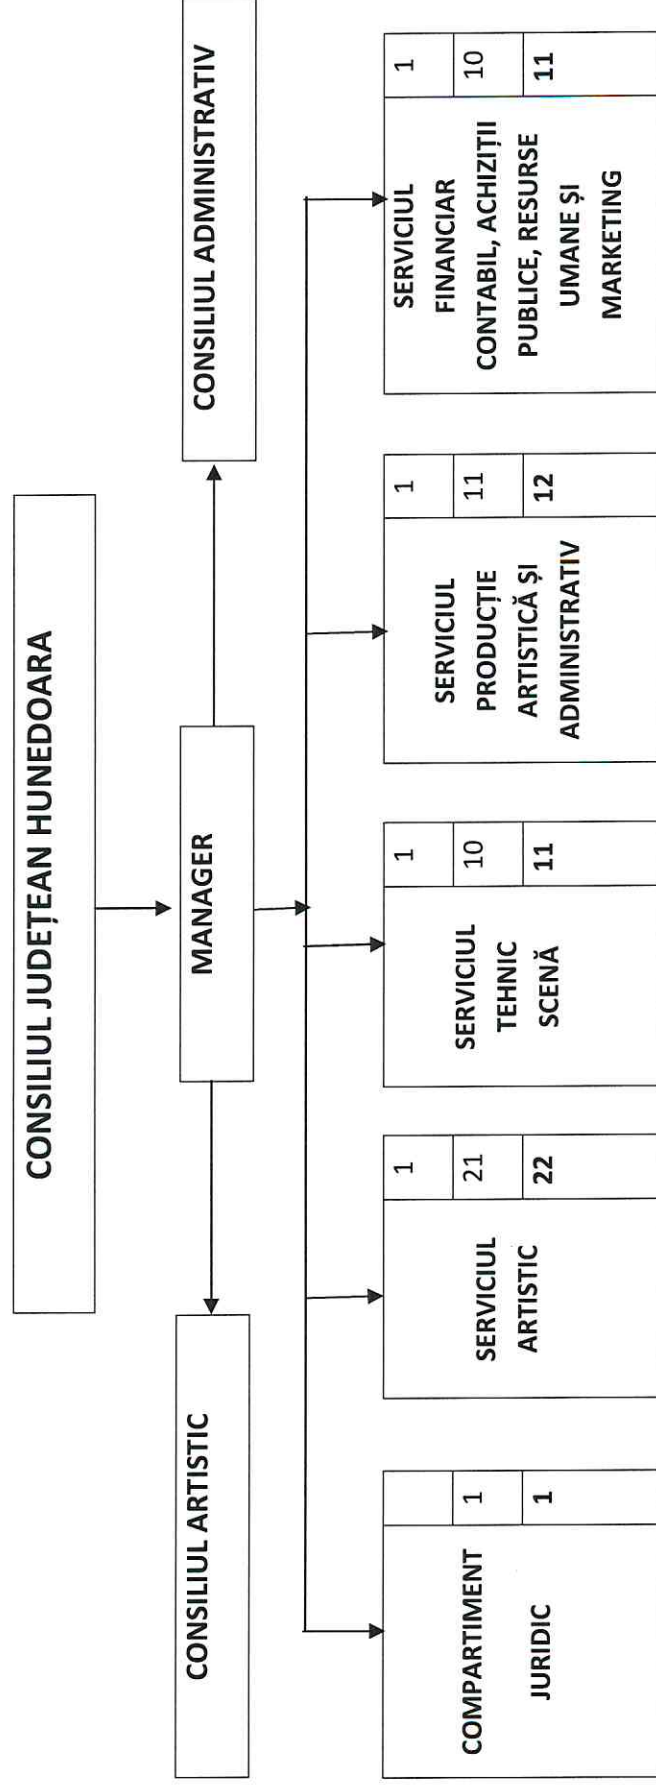 CONSILIUL JUDEȚEAN HUNEDOARA
CONSILIUL ARTISTIC
MANAGER
CONSILIUL ADMINISTRATIV
COMPARTIMENT
JURIDIC
1
1
SERVICIUL
ARTISTIC
1
21
22
SERVICIUL
TEHNIC
SCENĂ
1
10
11
SERVICIUL
PRODUCȚIE
ARTISTICĂ ȘI
ADMINISTRATIV
1
11
12
SERVICIUL
FINANCIAR
CONTABIL, ACHIZIȚII
PUBLICE, RESURSE
UMANE ȘI
MARKETING
1
10
11